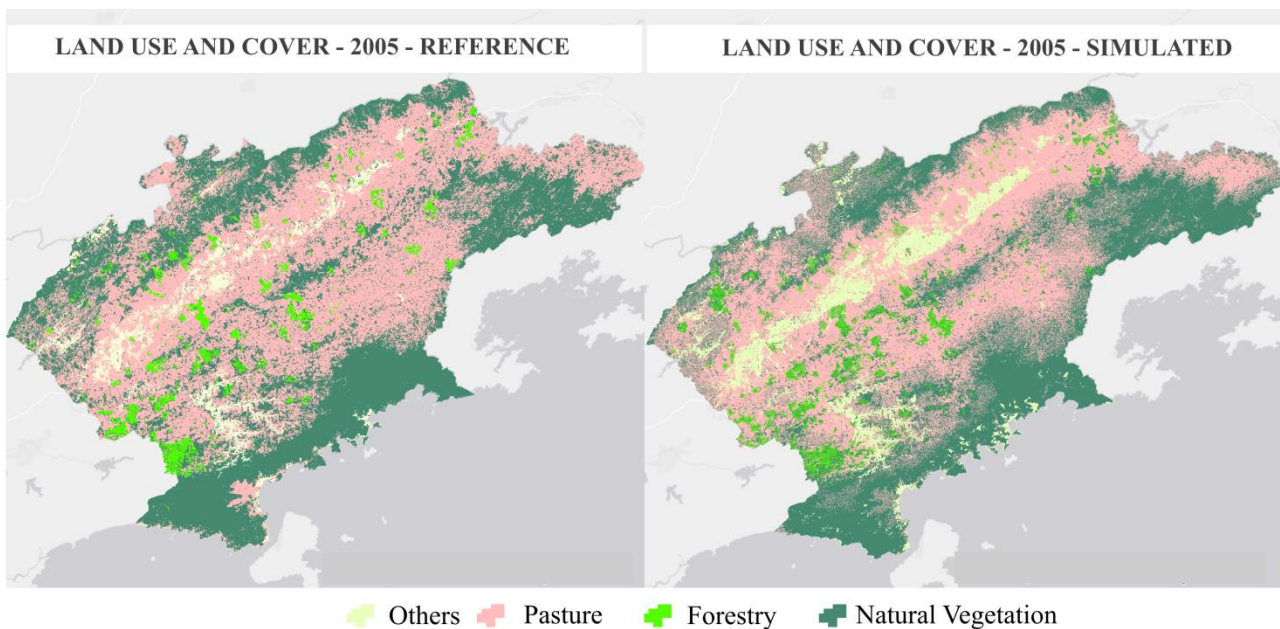 LAND USE AND COVER - 2005 - REFERENCE
LAND USE AND COVER - 2005 - SIMULATED
Others Pasture Forestry Natural Vegetation